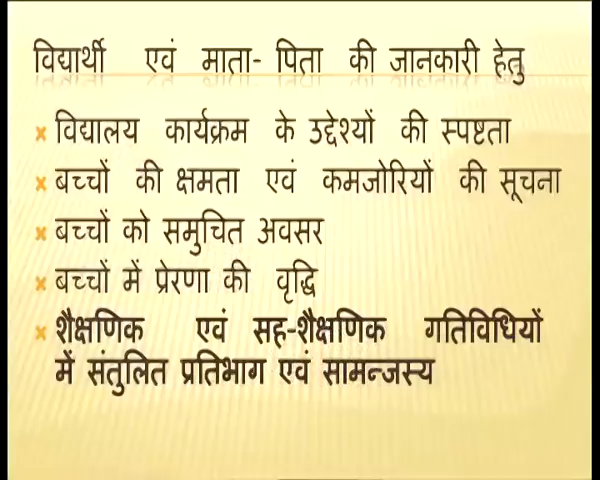 विद्यार्थी एवं माता- पिता की जानकारी हेतु
विद्यालय कार्यक्रम के उद्देश्यों की स्पष्टता
बच्चों की क्षमता एवं कमजोरियों की सूचना
बच्चों को समुचित अवसर
बच्चों में प्रेरणा की वृद्धि
शैक्षणिक एवं सह-शैक्षणिक गतिविधियों
में संतुलित प्रतिभाग एवं सामन्जस्य